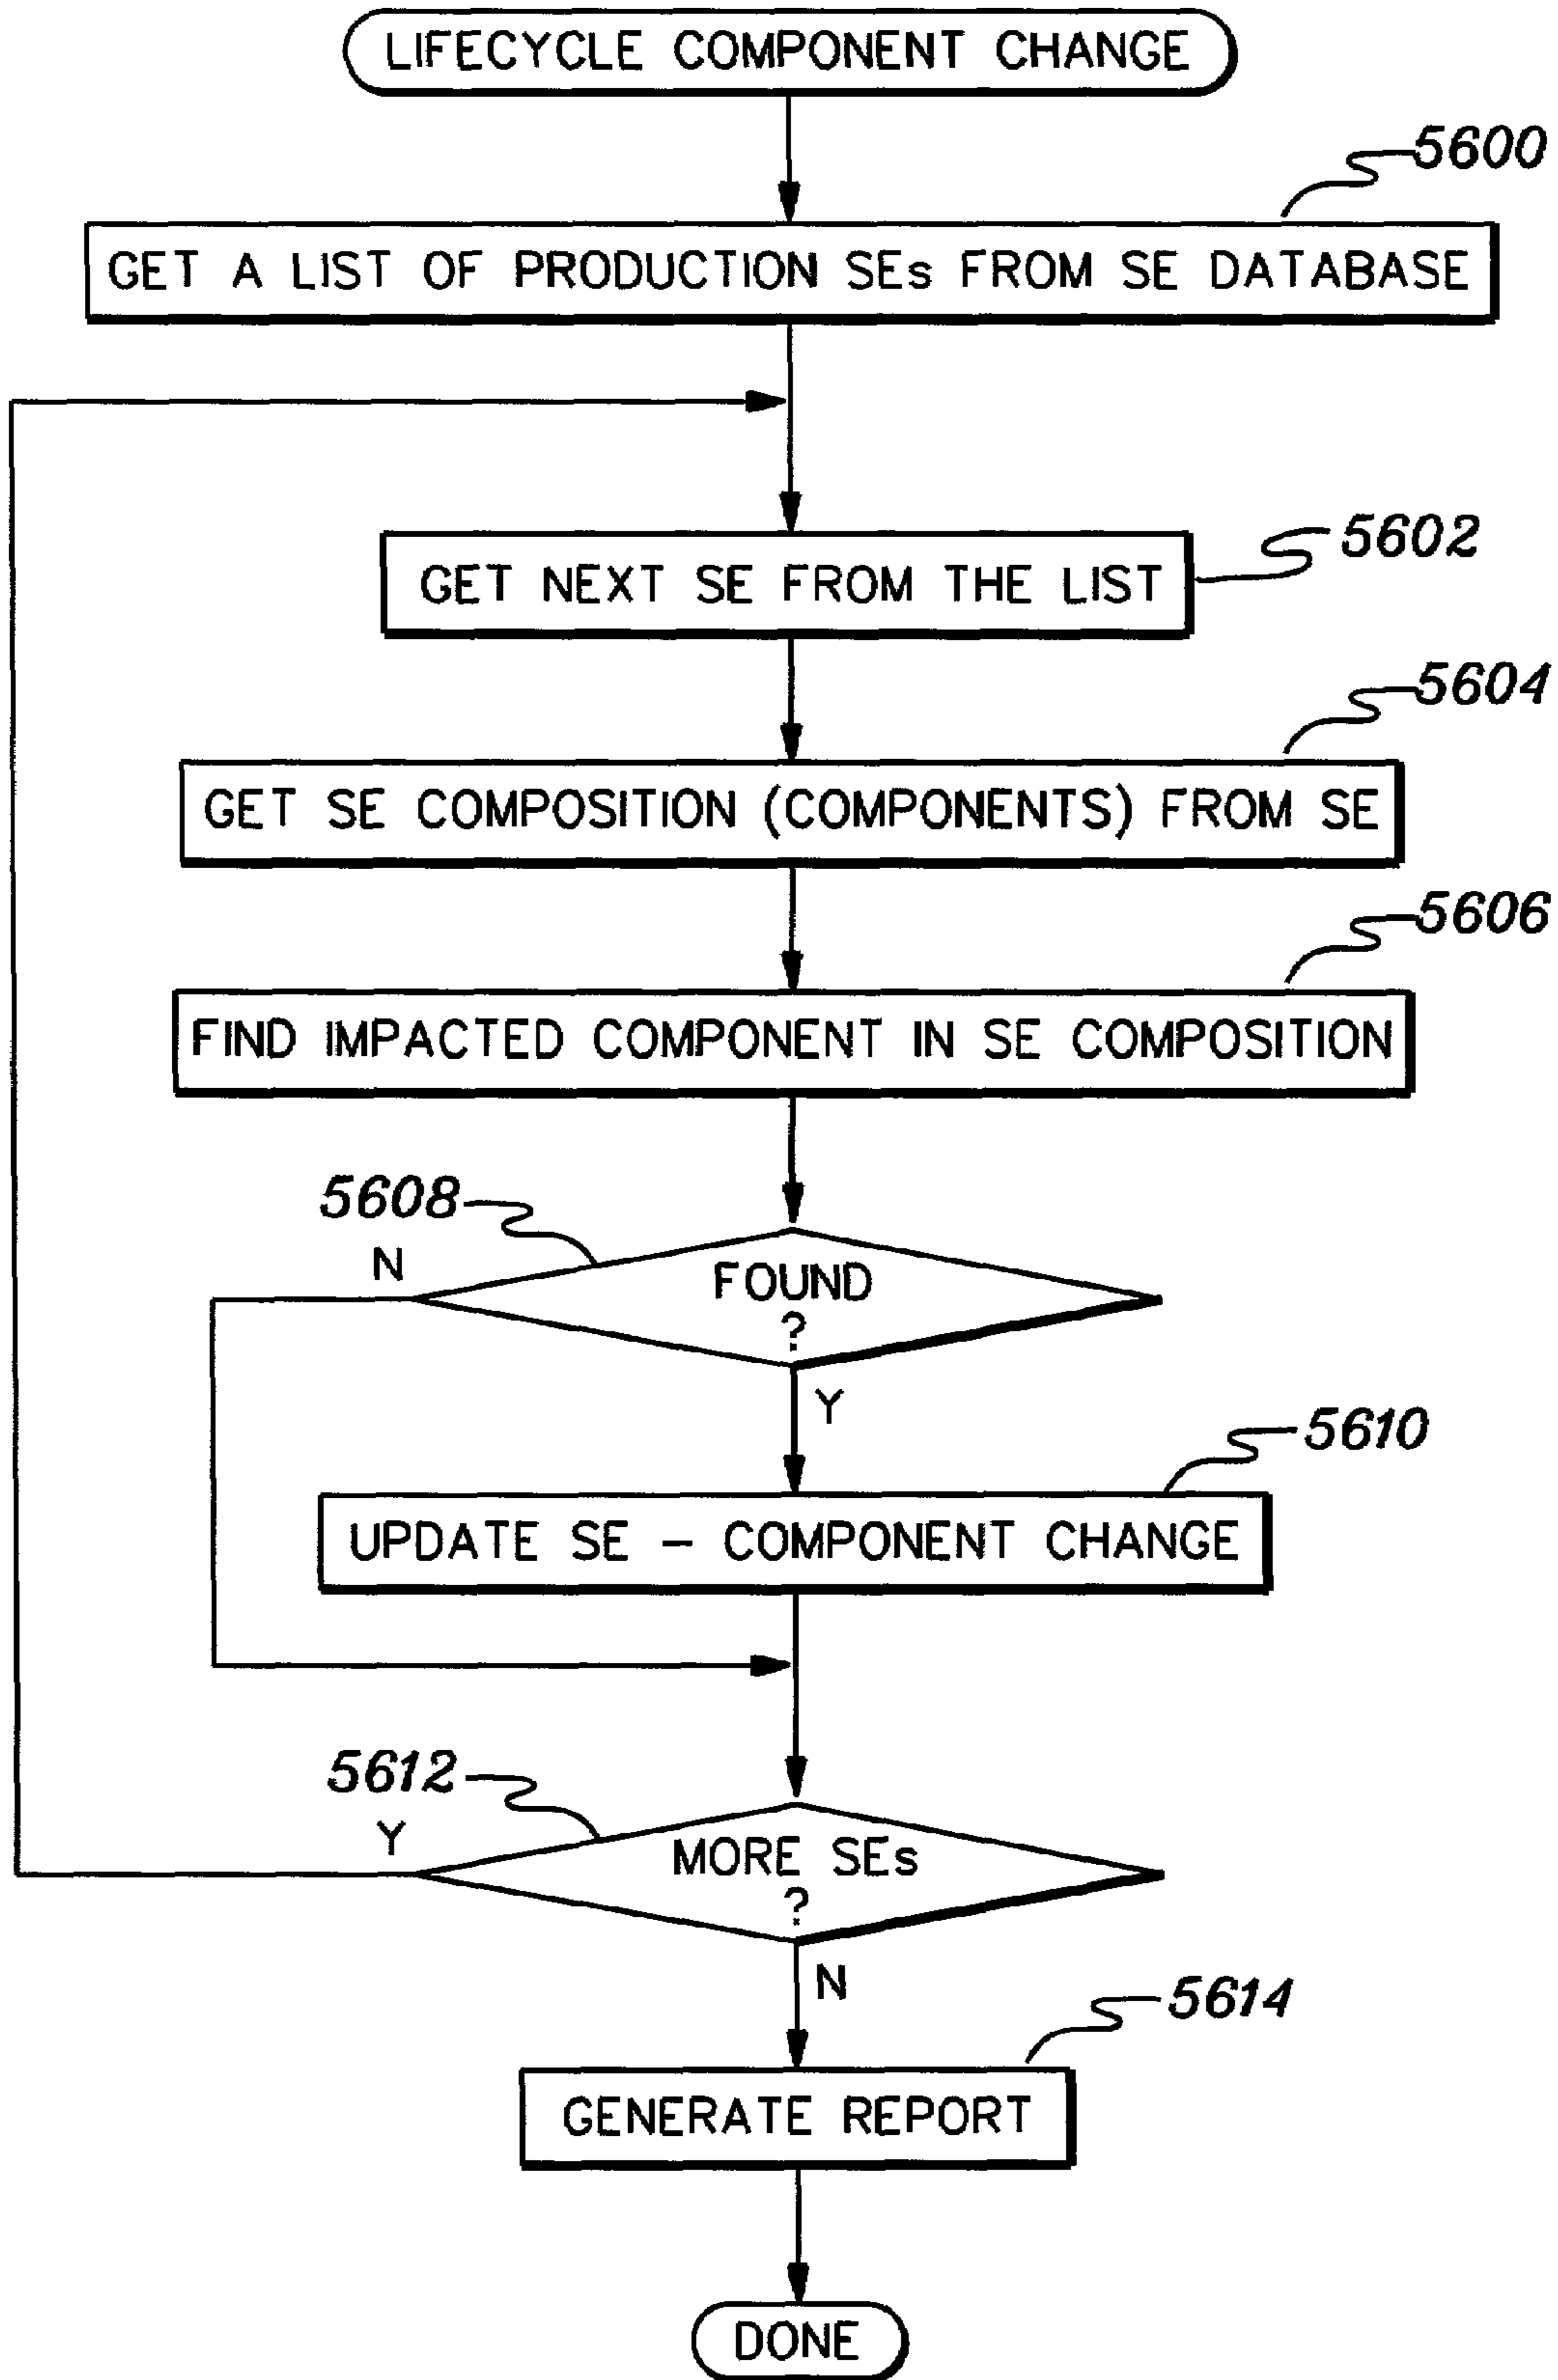 LIFECYCLE COMPONENT CHANGE
5600
GET A LIST OF PRODUCTION SEs FROM SE DATABASE
5602
GET NEXT SE FROM THE LIST
5604
GET SE COMPOSITION (COMPONENTS) FROM SE
5606
FIND IMPACTED COMPONENT IN SE COMPOSITION
5608
N
FOUND
?
Y
5610
UPDATE SE – COMPONENT CHANGE
5612
Y
MORE SEs
?
N
5614
GENERATE REPORT
DONE